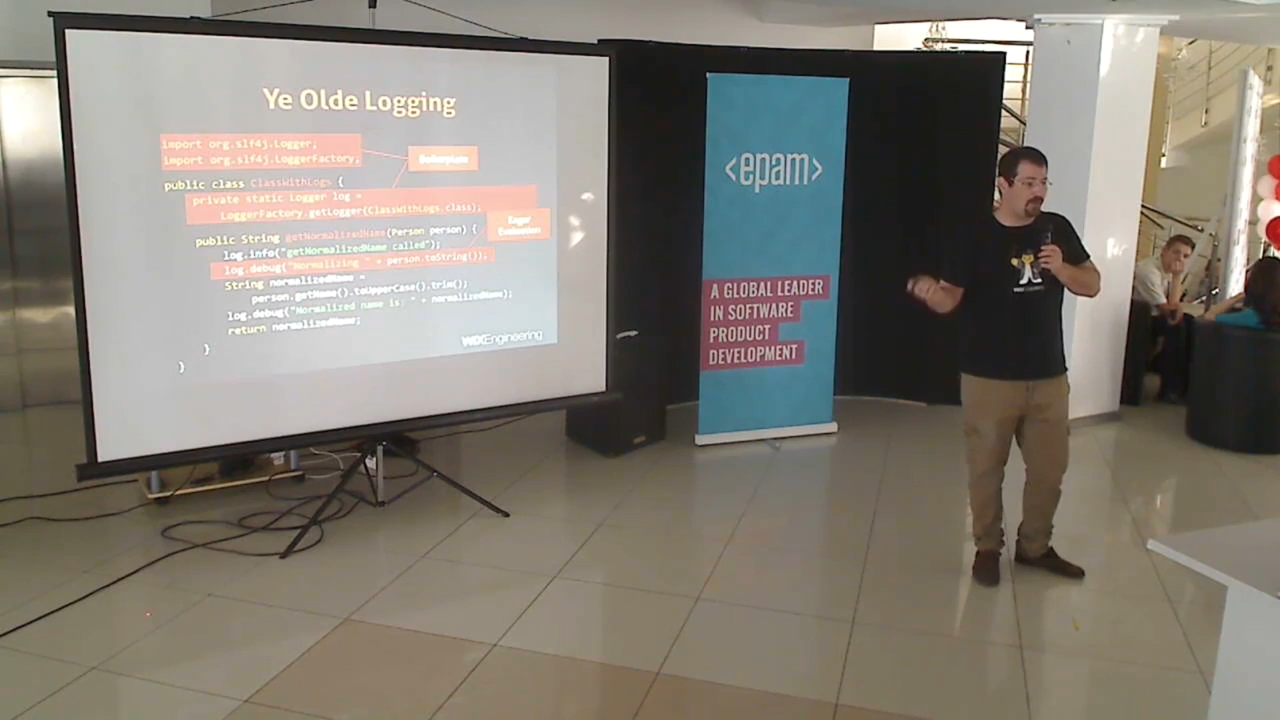 Ye Olde Logging
import org.slf4j.Logger;
import org.slf4j.LoggerFactory;
Boilerplate
public class ClassWithLogs {
private static Logger log =
LoggerFactory.getLogger(ClassWithLogs.class);
Eager
Evaluation
public String getNormalizedName(Person person) {
log.info("getNormalizedName called");
log.debug("Normalizing " + person.toString());
String normalizedName =
person.getName().toUpperCase().trim();
log.debug("Normalized name is: " + normalizedName);
return normalizedName;
}
}
WIXEngineering
<epam>
A GLOBAL LEADER
IN SOFTWARE
PRODUCT
DEVELOPMENT